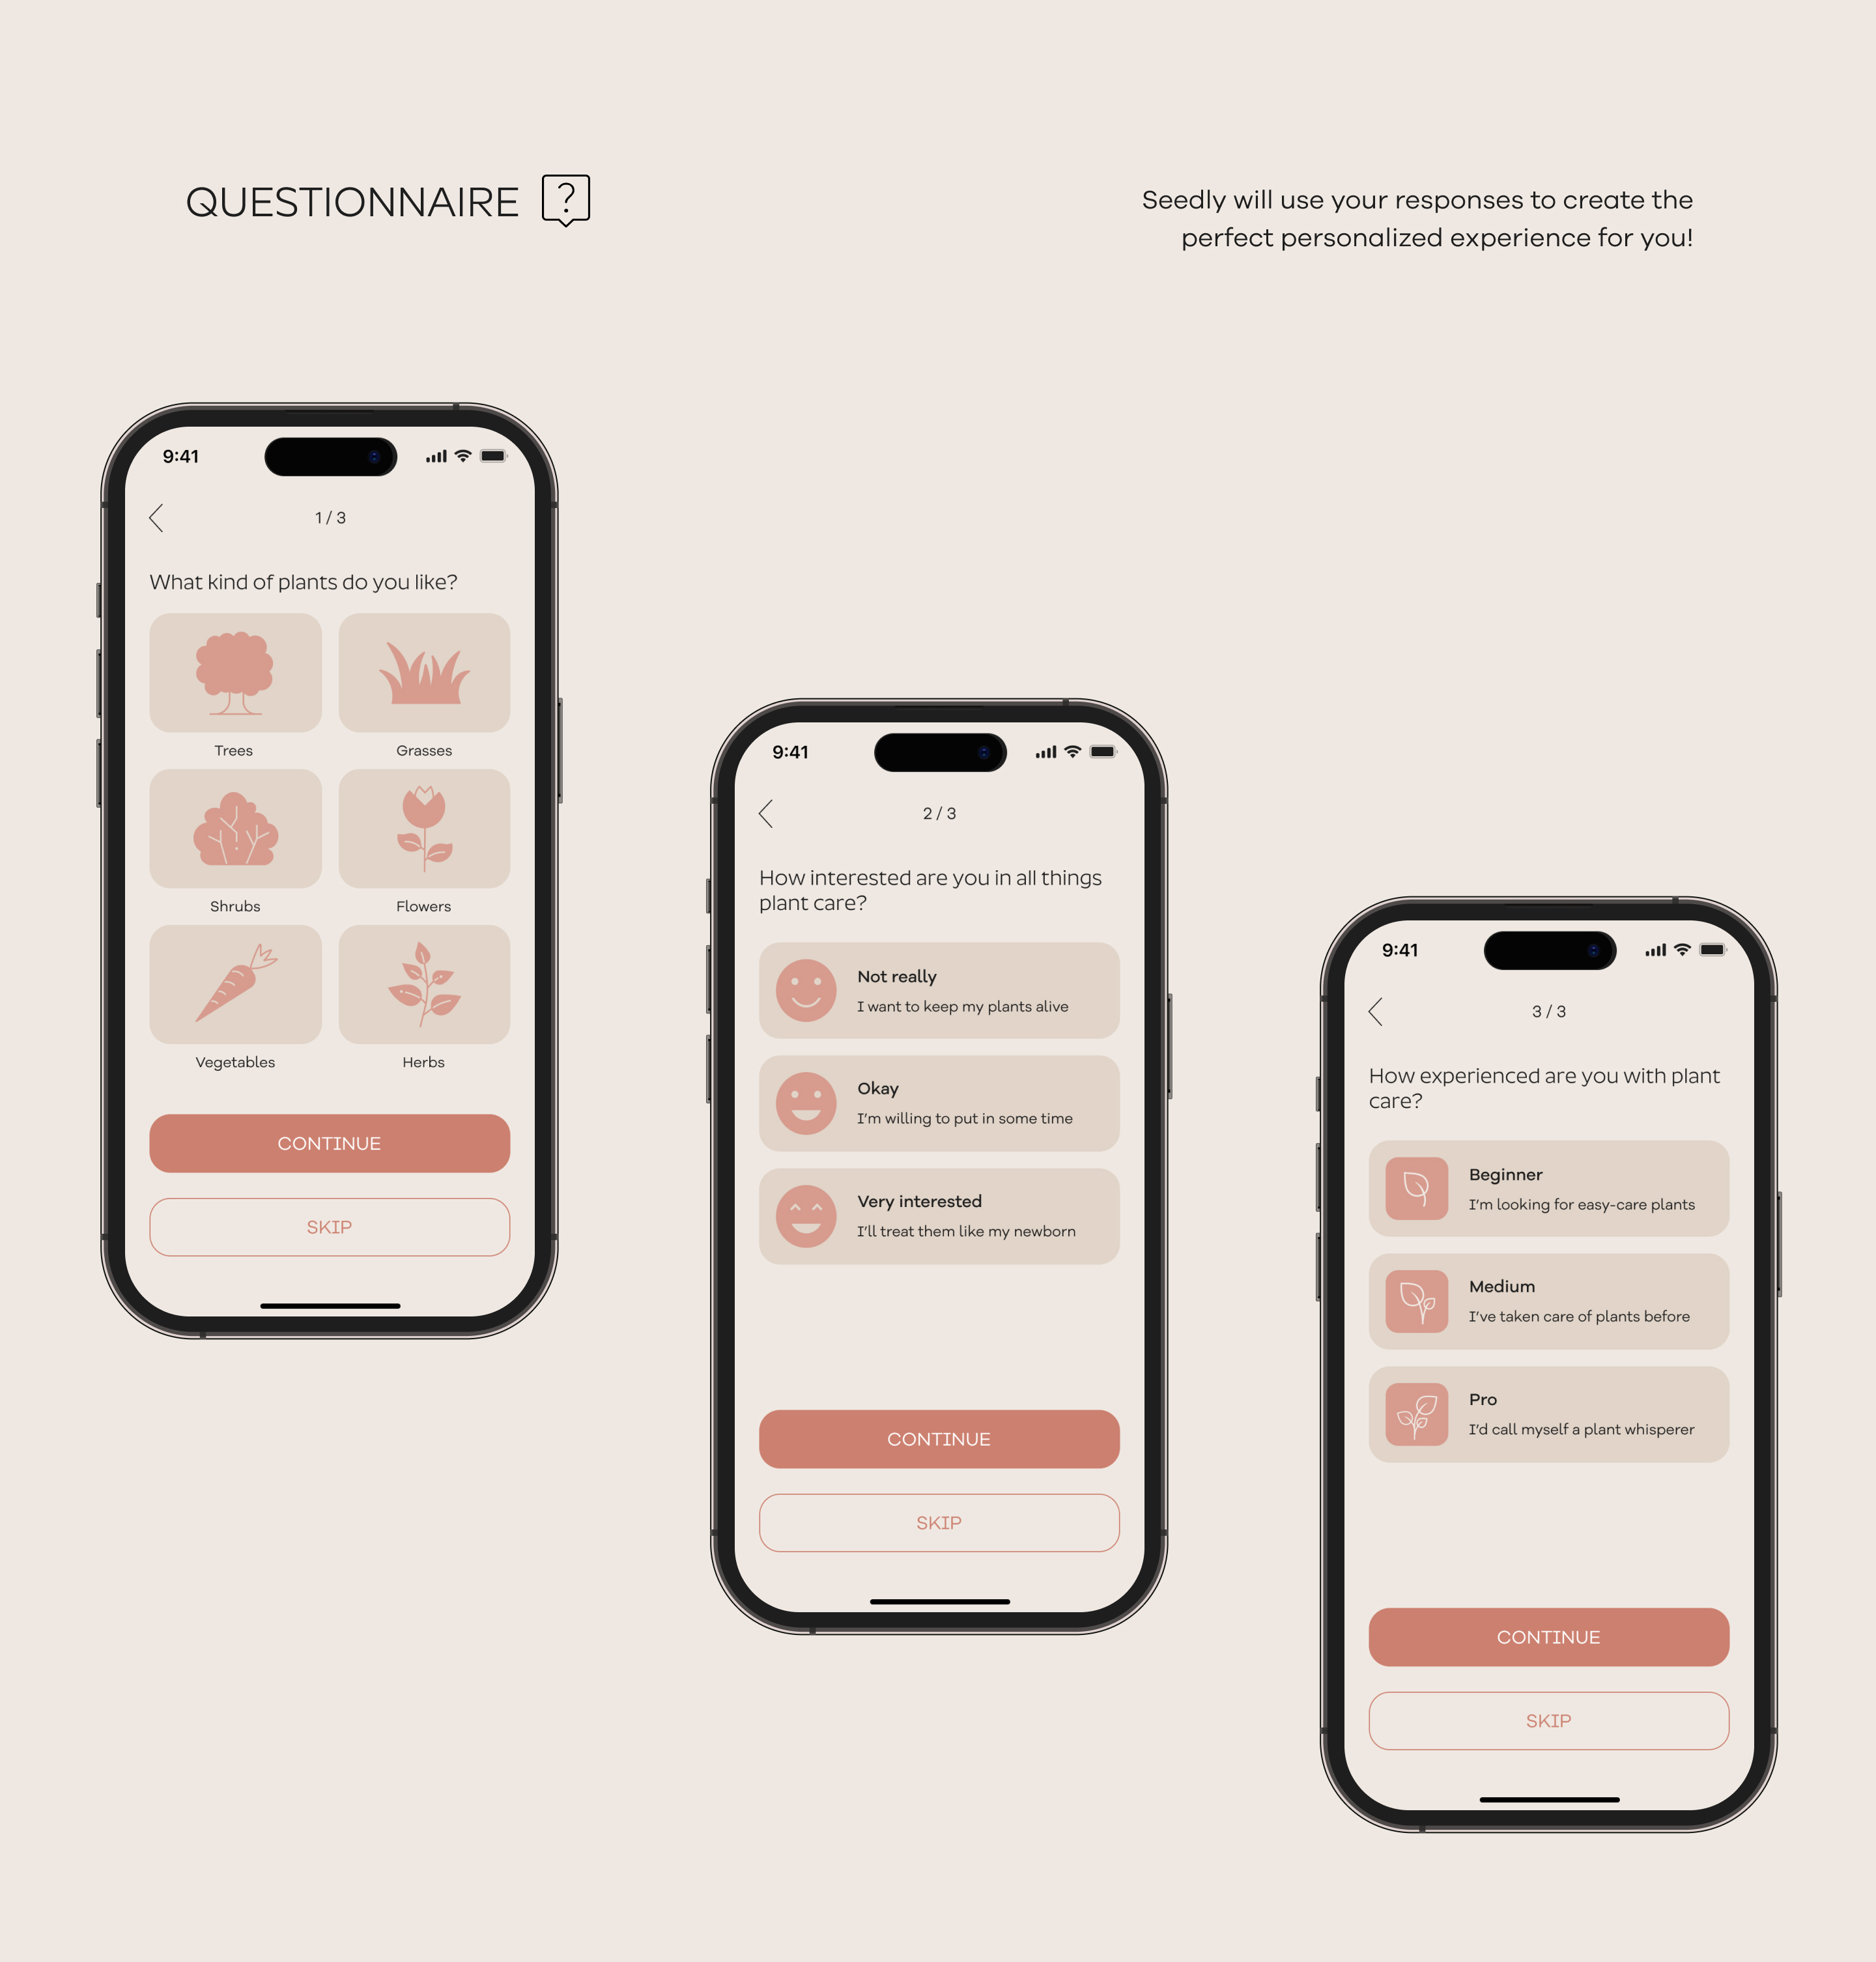 QUESTIONNAIRE ?
Seedly will use your responses to create the
perfect personalized experience for you!
9:41
1 / 3
What kind of plants do you like?
Trees
Grasses
Shrubs
Flowers
Vegetables
Herbs
CONTINUE
SKIP
9:41
2 / 3
How interested are you in all things
plant care?
Not really
I want to keep my plants alive
Okay
I'm willing to put in some time
Very interested
I'll treat them like my newborn
CONTINUE
SKIP
9:41
3 / 3
How experienced are you with plant
care?
Beginner
I'm looking for easy-care plants
Medium
I've taken care of plants before
Pro
I'd call myself a plant whisperer
CONTINUE
SKIP